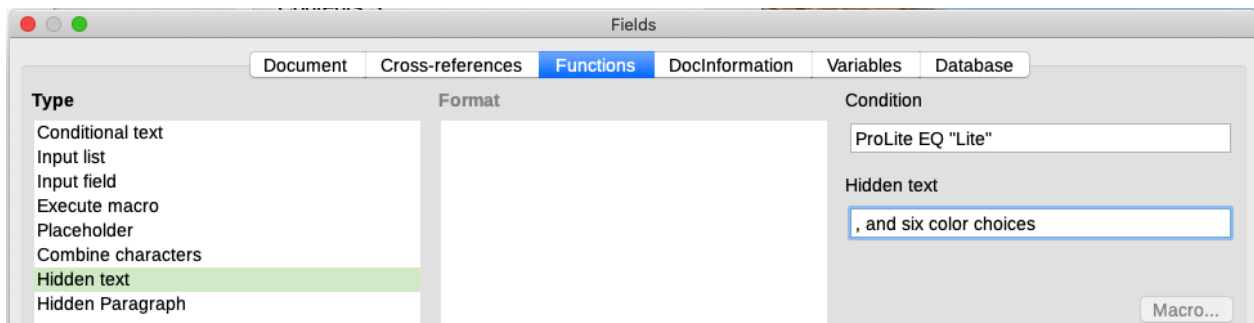 Fields
Document Cross-references Functions DocInformation Variables Database
Type Format Condition
Conditional text
Input list
Input field
Execute macro
Placeholder
Combine characters
Hidden text
Hidden Paragraph
ProLite EQ "Lite"
Hidden text
, and six color choices
Macro...